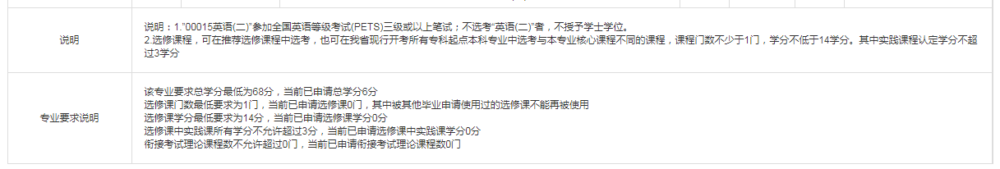 说明
说明：1."00015英语(二)"参加全国英语等级考试(PETS)三级或以上笔试；不选考“英语(二)”者，不授予学士学位。
2.选修课程，可在推荐选修课程中选考，也可在我省现行开考所有专科起点本科专业中选考与本专业核心课程不同的课程，课程门数不少于1门，学分不低于14学分。其中实践课程认定学分不超
过3学分
专业要求说明
该专业要求总学分最低为68分，当前已申请总学分6分
选修课门数最低要求为1门，当前已申请选修课0门，其中被其他毕业申请使用过的选修课不能再被使用
选修课学分最低要求为14分，当前已申请选修课学分0分
选修课中实践课所有学分不允许超过3分，当前已申请选修课中实践课学分0分
衔接考试理论课程数不允许超过0门，当前已申请衔接考试理论课程数0门